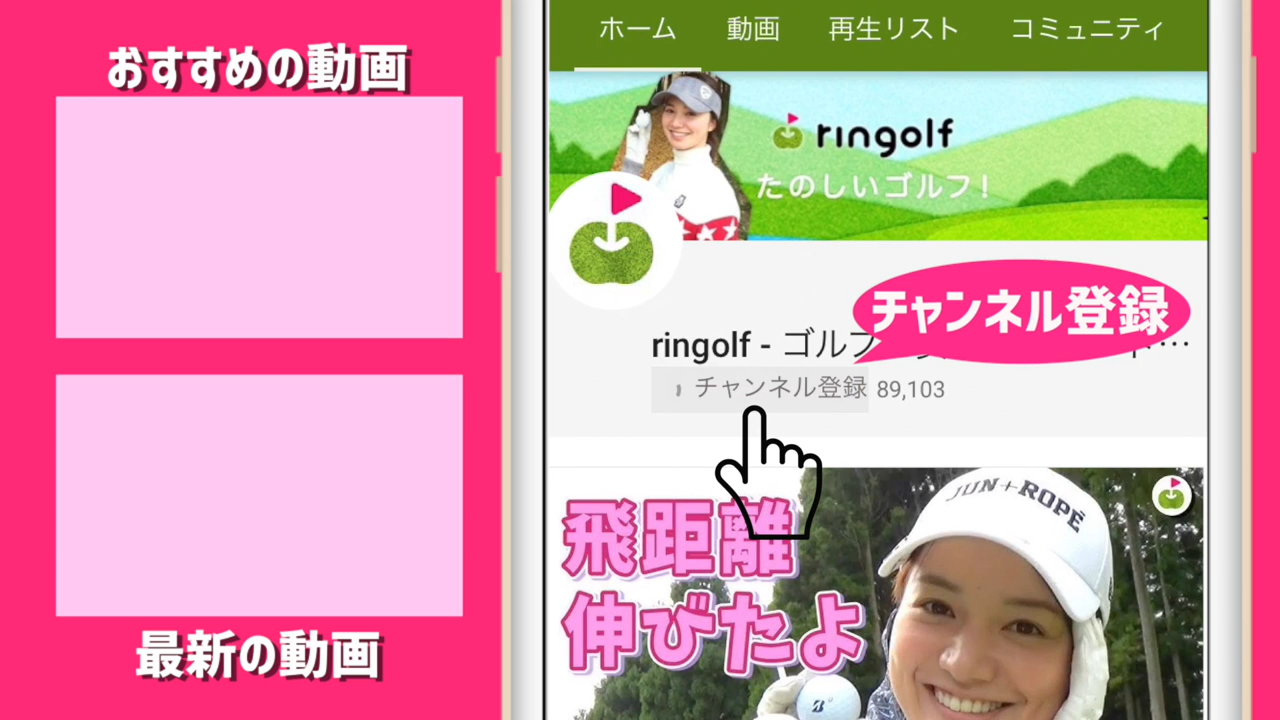 おすすめの動画
最新の動画
ホーム 動画 再生リスト コミュニティ
ringolf
たのしいゴルフ!
チャンネル登録
ringolf - ゴルフ
チャンネル登録 89,103
JUN+ROPÉ
飛距離
伸びたよ
B